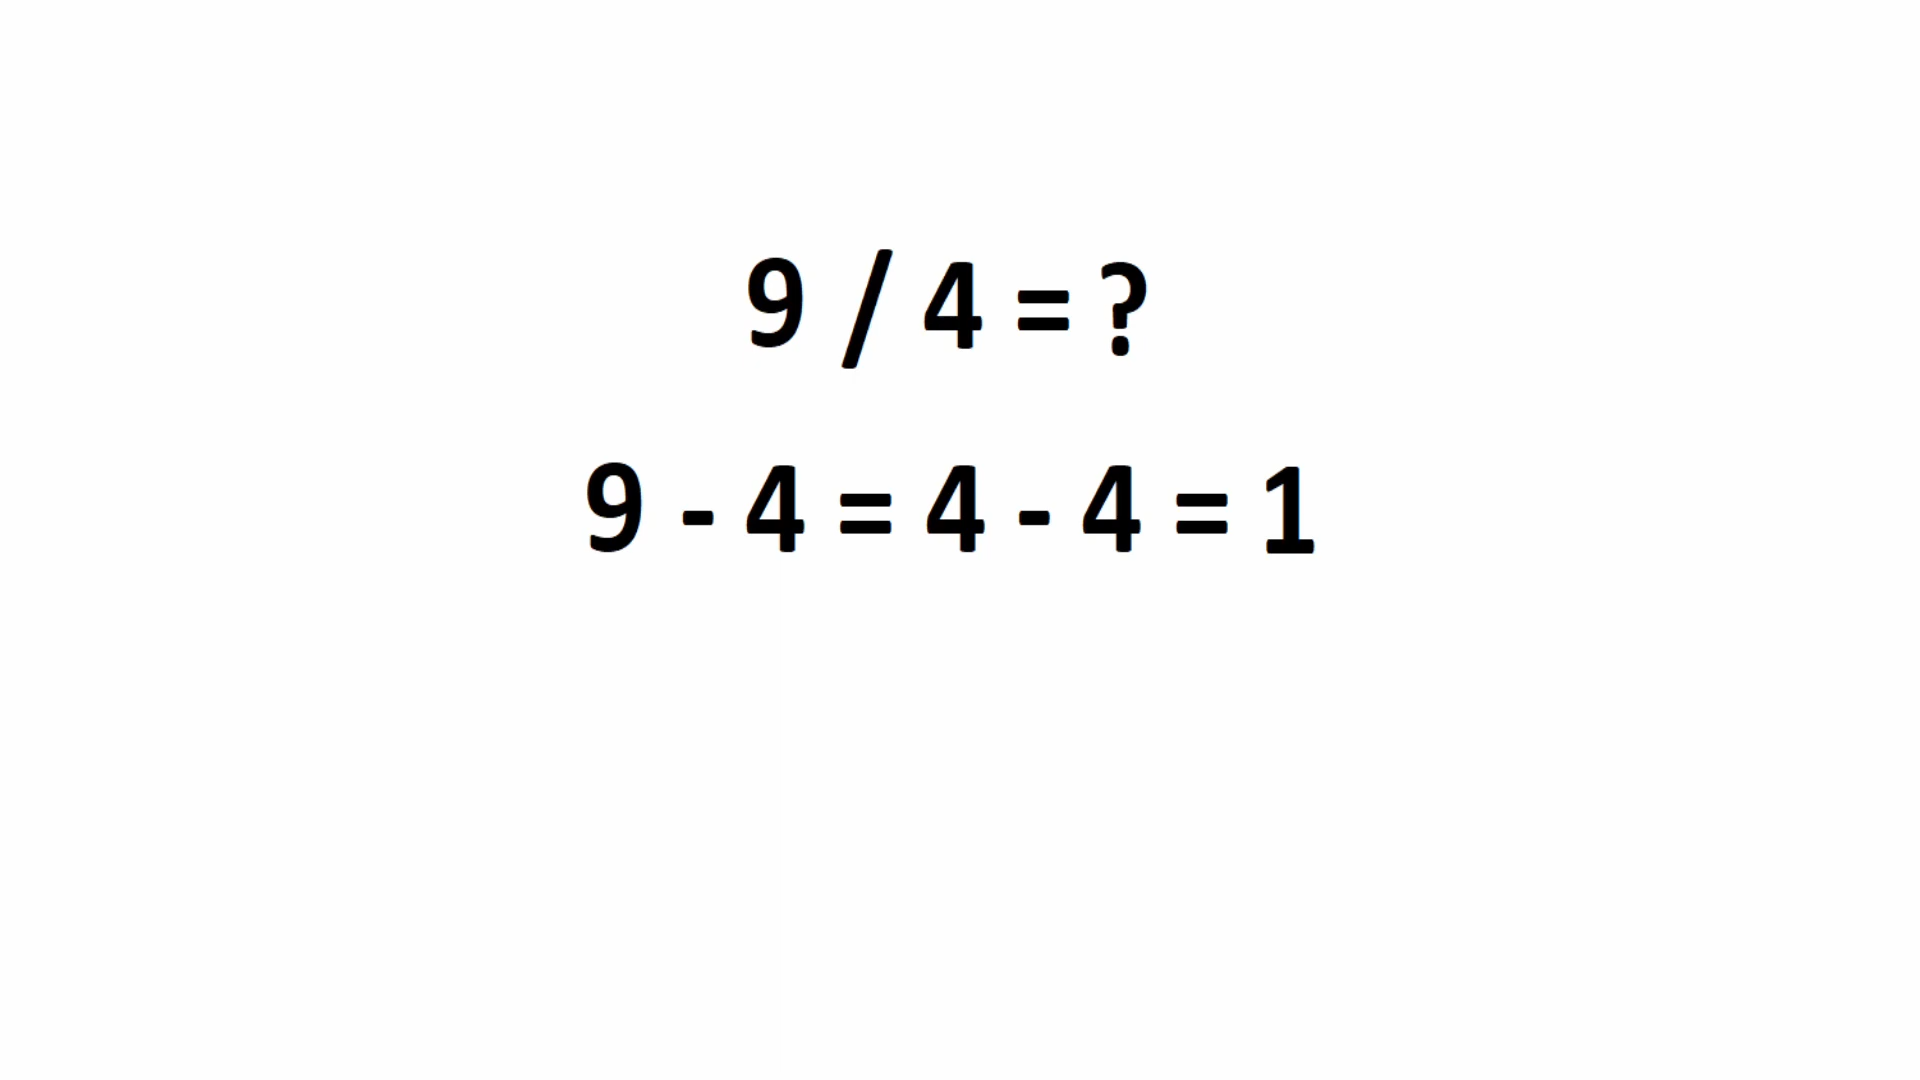 9 / 4 = ?
9 - 4 = 4 - 4 = 1